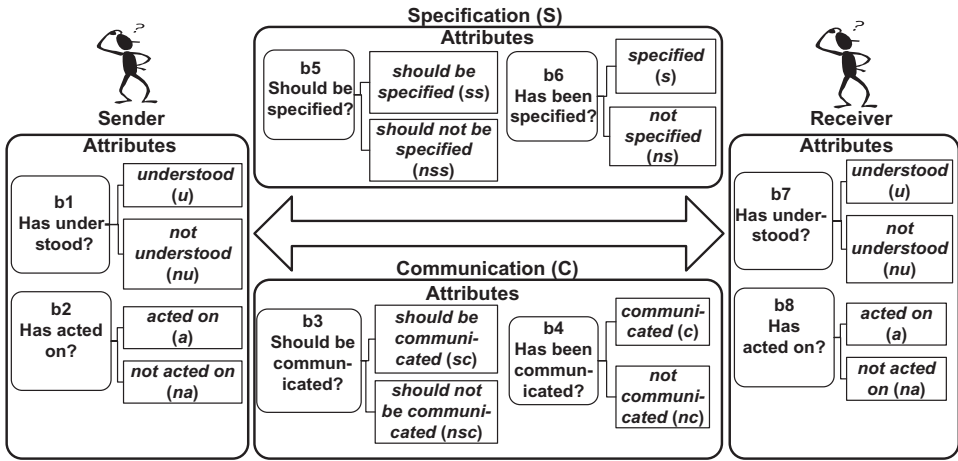 Specification (S)
Attributes
b5
Should be
specified?
should be
specified (ss)
should not be
specified
(nss)
b6
Has been
specified?
specified
(s)
not
specified
(ns)
?
Sender
Attributes
b1
Has under-
stood?
understood
(u)
not
understood
(nu)
b2
Has acted
on?
acted on
(a)
not acted on
(na)
Communication (C)
Attributes
b3
Should be
commun-
icated?
should be
communi-
cated (sc)
should not
be communi-
cated (nsc)
b4
Has been
commun-
icated?
communi-
cated (c)
not
communi-
cated (nc)
?
Receiver
Attributes
b7
Has under-
stood?
understood
(u)
not
understood
(nu)
b8
Has
acted on?
acted on
(a)
not acted
on (na)